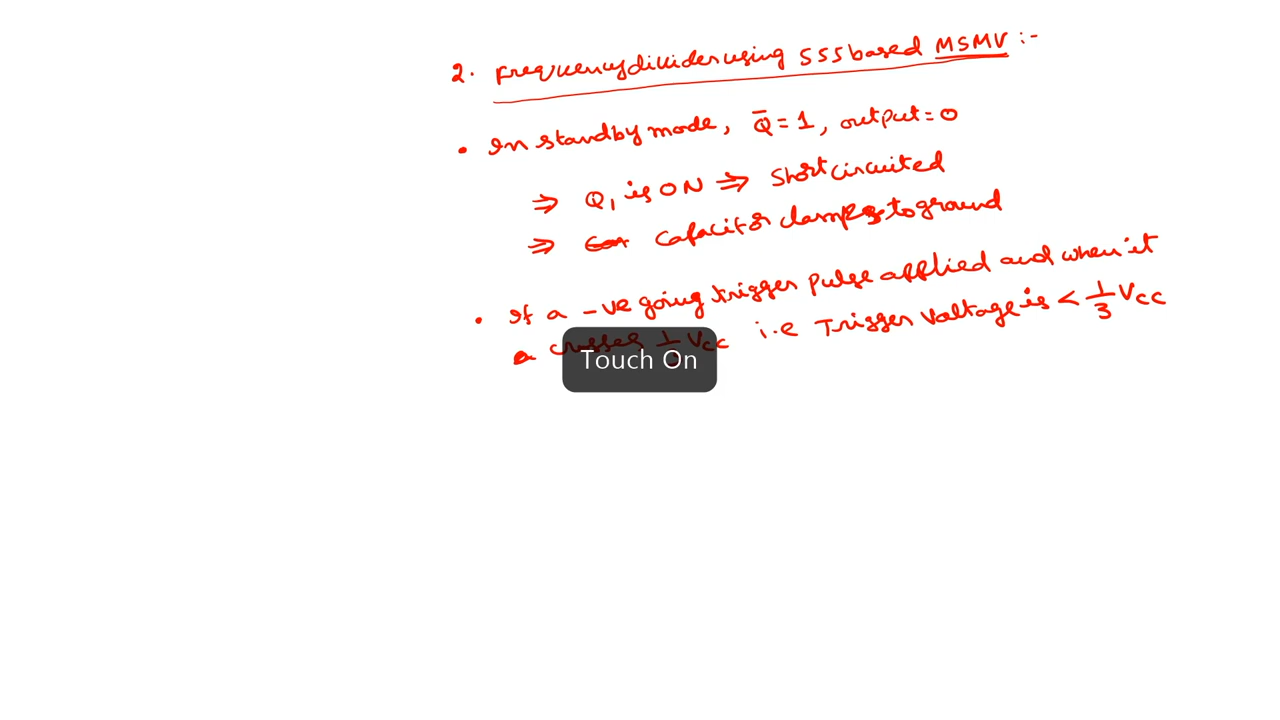 2. Frequency divider using 555 based MSMV :-
• In standby mode, Q̅ = 1, output = 0
⇒ Q₁ is ON ⇒ Short circuited
⇒ Capacitor clamps to ground
• If a -ve going trigger pulse applied and when it
crosses 1/3 Vcc i.e Trigger Voltage is < 1/3 Vcc
Touch On